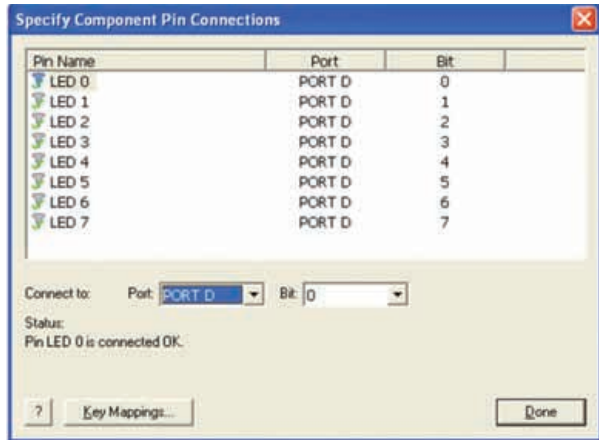 Specify Component Pin Connections
Pin Name Port Bit
LED 0 PORT D 0
LED 1 PORT D 1
LED 2 PORT D 2
LED 3 PORT D 3
LED 4 PORT D 4
LED 5 PORT D 5
LED 6 PORT D 6
LED 7 PORT D 7
Connect to: Port: PORT D Bit: 0
Status:
Pin LED 0 is connected OK.
? Key Mappings... Done